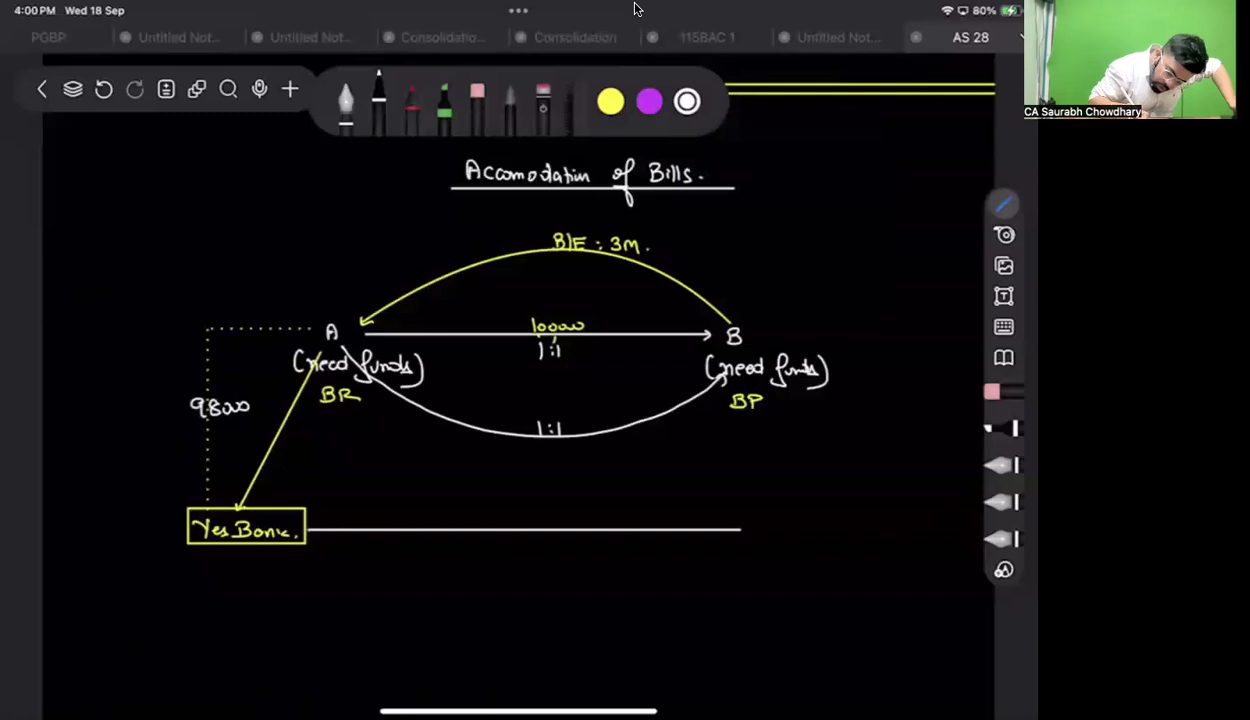 4:00 PM Wed 18 Sep
80%
PGBP
Untitled Not...
Untitled Not...
Consolidatio...
Consolidation
115BAC 1
Untitled Not...
AS 28
CA Saurabh Chowdhary
Accomodation of Bills.
B/E : 3M.
10000
A
B
1:1
(need funds)
(need funds)
BR
BP
9800
1:1
Yes Bank.